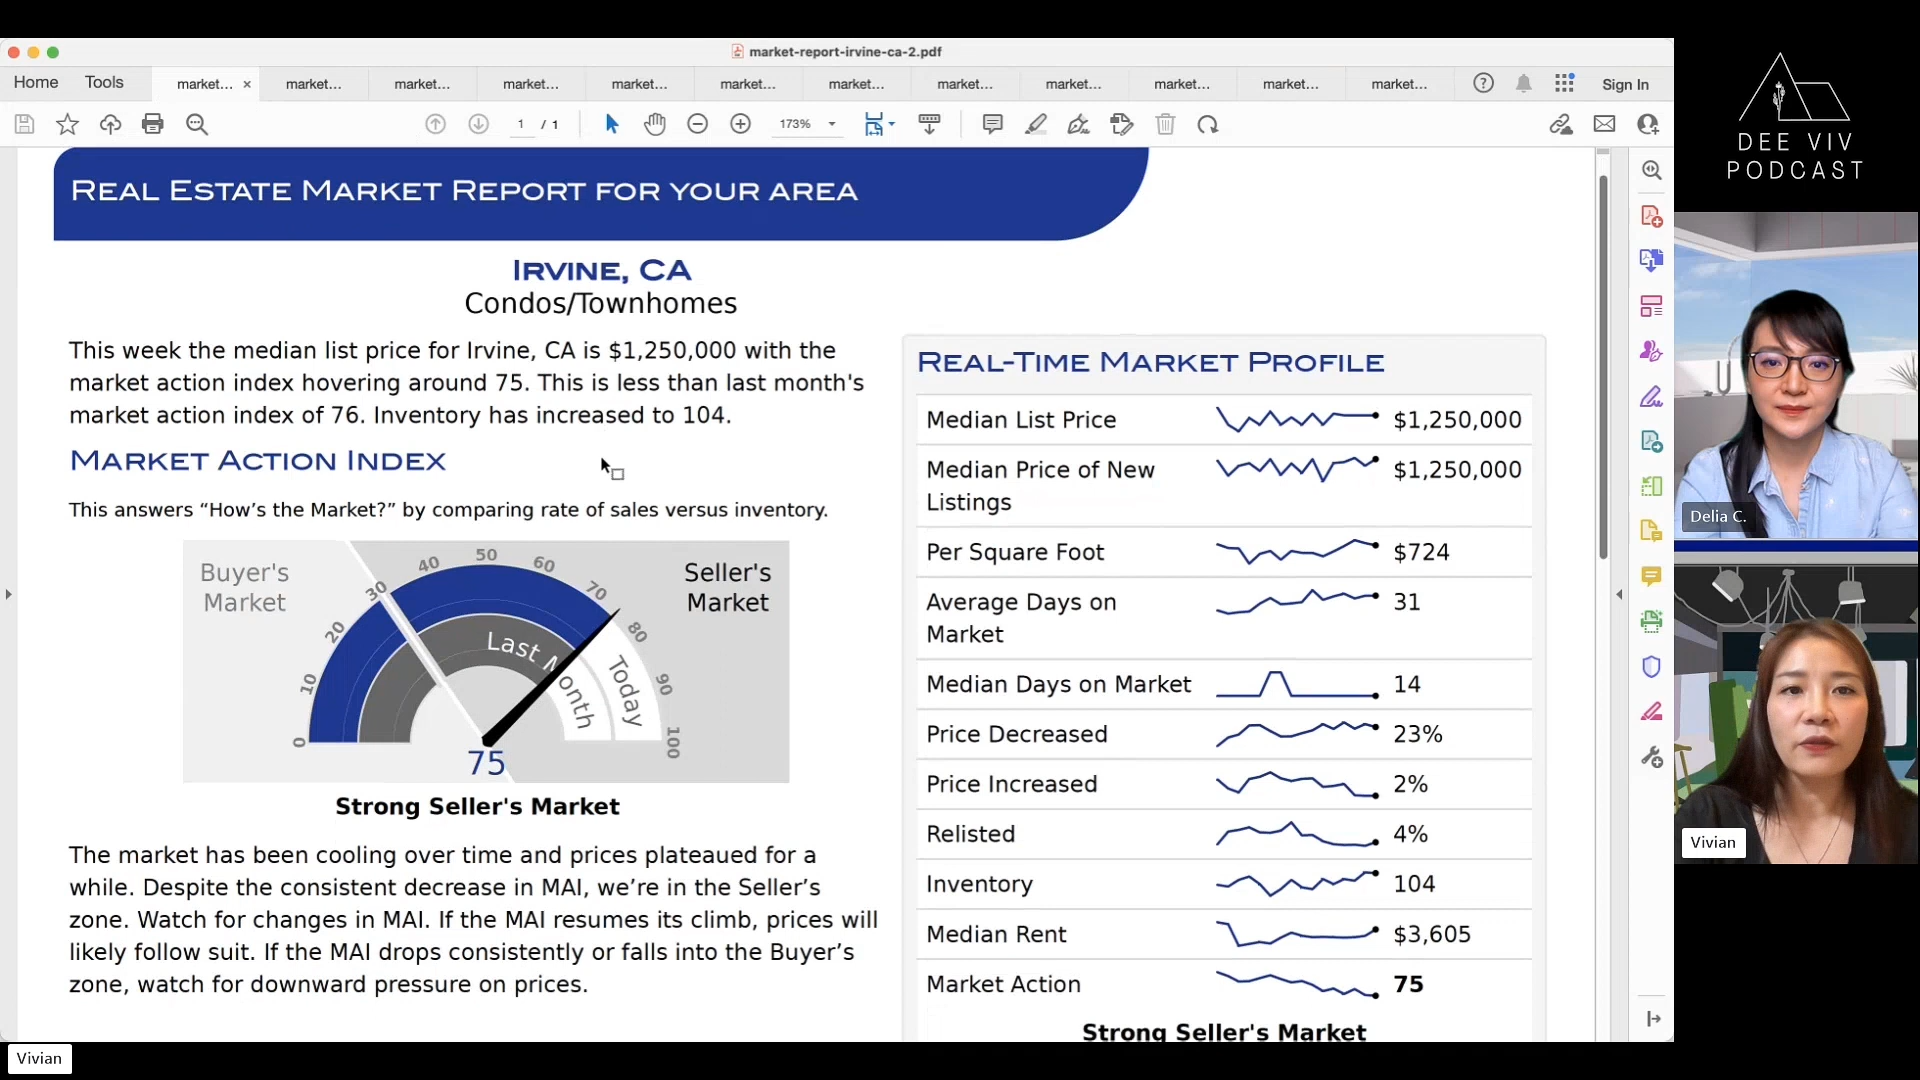 market-report-irvine-ca-2.pdf
Home Tools market... × market... market... market... market... market... market... market... market... market... market... market... ? Sign In
1 / 1 173%
REAL ESTATE MARKET REPORT FOR YOUR AREA
IRVINE, CA
Condos/Townhomes
This week the median list price for Irvine, CA is $1,250,000 with the
market action index hovering around 75. This is less than last month's
market action index of 76. Inventory has increased to 104.
MARKET ACTION INDEX
This answers “How’s the Market?” by comparing rate of sales versus inventory.
Buyer's
Market
Seller's
Market
0 10 20 30 40 50 60 70 80 90 100
Last Month
Today
75
Strong Seller's Market
The market has been cooling over time and prices plateaued for a
while. Despite the consistent decrease in MAI, we’re in the Seller’s
zone. Watch for changes in MAI. If the MAI resumes its climb, prices will
likely follow suit. If the MAI drops consistently or falls into the Buyer’s
zone, watch for downward pressure on prices.
REAL-TIME MARKET PROFILE
Median List Price $1,250,000
Median Price of New
Listings $1,250,000
Per Square Foot $724
Average Days on
Market 31
Median Days on Market 14
Price Decreased 23%
Price Increased 2%
Relisted 4%
Inventory 104
Median Rent $3,605
Market Action 75
Strong Seller's Market
DEE VIV
PODCAST
Delia C.
Vivian
Vivian